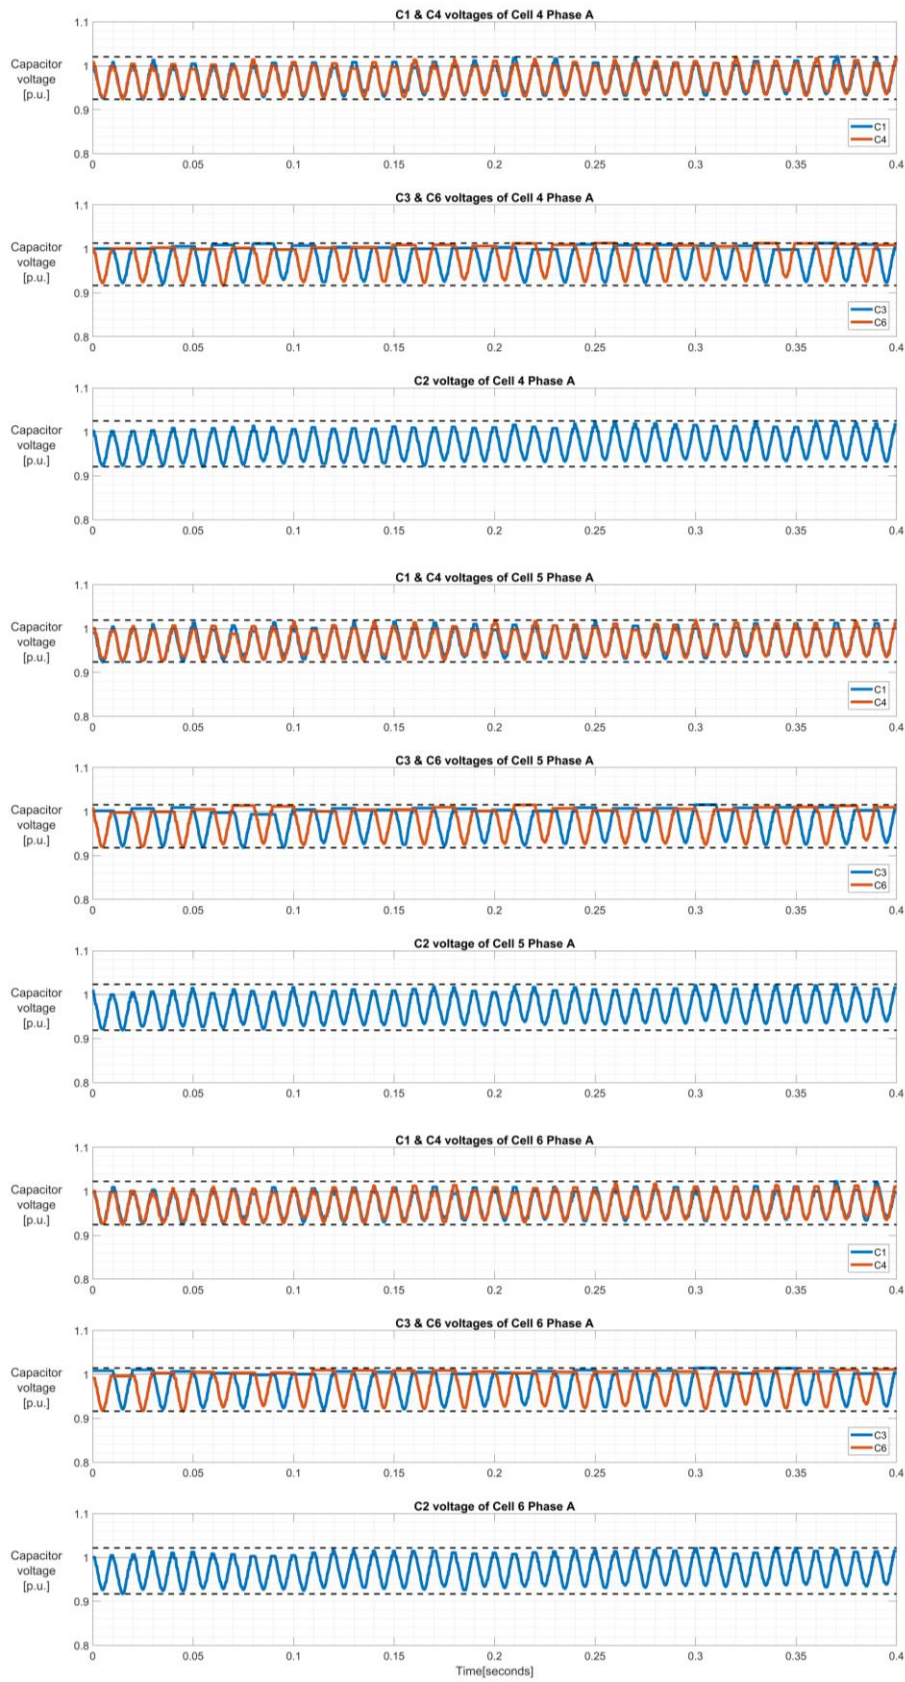 C1 & C4 voltages of Cell 4 Phase A
1.1
Capacitor
voltage
[p.u.]
1
0.9
0.8
C1
C4
0 0.05 0.1 0.15 0.2 0.25 0.3 0.35 0.4
C3 & C6 voltages of Cell 4 Phase A
1.1
Capacitor
voltage
[p.u.]
1
0.9
0.8
C3
C6
0 0.05 0.1 0.15 0.2 0.25 0.3 0.35 0.4
C2 voltage of Cell 4 Phase A
1.1
Capacitor
voltage
[p.u.]
1
0.9
0.8
0 0.05 0.1 0.15 0.2 0.25 0.3 0.35 0.4
C1 & C4 voltages of Cell 5 Phase A
1.1
Capacitor
voltage
[p.u.]
1
0.9
0.8
C1
C4
0 0.05 0.1 0.15 0.2 0.25 0.3 0.35 0.4
C3 & C6 voltages of Cell 5 Phase A
1.1
Capacitor
voltage
[p.u.]
1
0.9
0.8
C3
C6
0 0.05 0.1 0.15 0.2 0.25 0.3 0.35 0.4
C2 voltage of Cell 5 Phase A
1.1
Capacitor
voltage
[p.u.]
1
0.9
0.8
0 0.05 0.1 0.15 0.2 0.25 0.3 0.35 0.4
C1 & C4 voltages of Cell 6 Phase A
1.1
Capacitor
voltage
[p.u.]
1
0.9
0.8
C1
C4
0 0.05 0.1 0.15 0.2 0.25 0.3 0.35 0.4
C3 & C6 voltages of Cell 6 Phase A
1.1
Capacitor
voltage
[p.u.]
1
0.9
0.8
C3
C6
0 0.05 0.1 0.15 0.2 0.25 0.3 0.35 0.4
C2 voltage of Cell 6 Phase A
1.1
Capacitor
voltage
[p.u.]
1
0.9
0.8
0 0.05 0.1 0.15 0.2 0.25 0.3 0.35 0.4
Time[seconds]